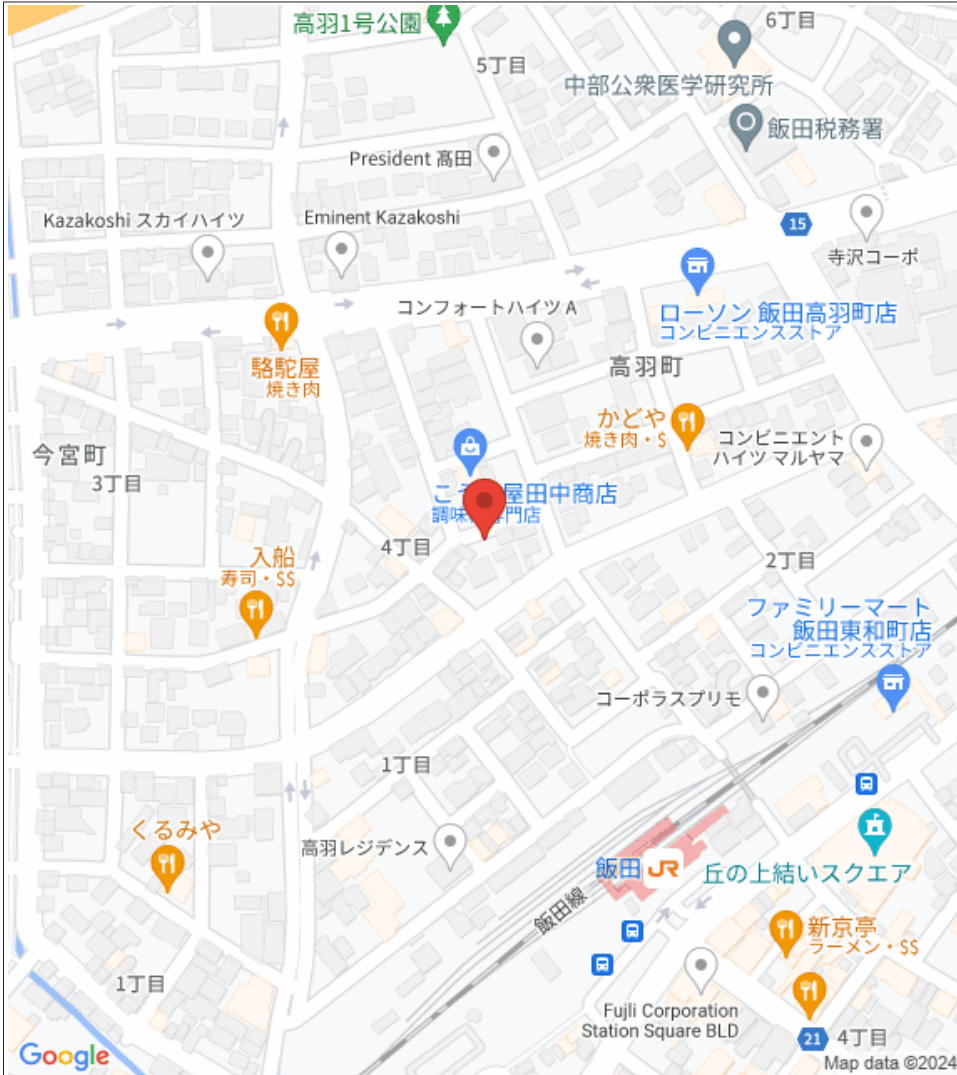 高羽1号公園
6丁目
5丁目
中部公衆医学研究所
飯田税務署
President 髙田
Kazakoshi スカイハイツ
Eminent Kazakoshi
15
寺沢コーポ
コンフォートハイツ A
ローソン 飯田高羽町店
コンビニエンスストア
駱駝屋
焼き肉
高羽町
かどや
焼き肉・$
コンビニエント
ハイツ マルヤマ
今宮町
3丁目
こ
屋田中商店
調味
専門店
4丁目
入船
寿司・$$
2丁目
ファミリーマート
飯田東和町店
コンビニエンスストア
コーポラスプリモ
1丁目
くるみや
高羽レジデンス
飯田
JR
丘の上結いスクエア
飯田線
新京亭
ラーメン・$$
1丁目
Fujli Corporation
Station Square BLD
21
4丁目
Google
Map data ©2024